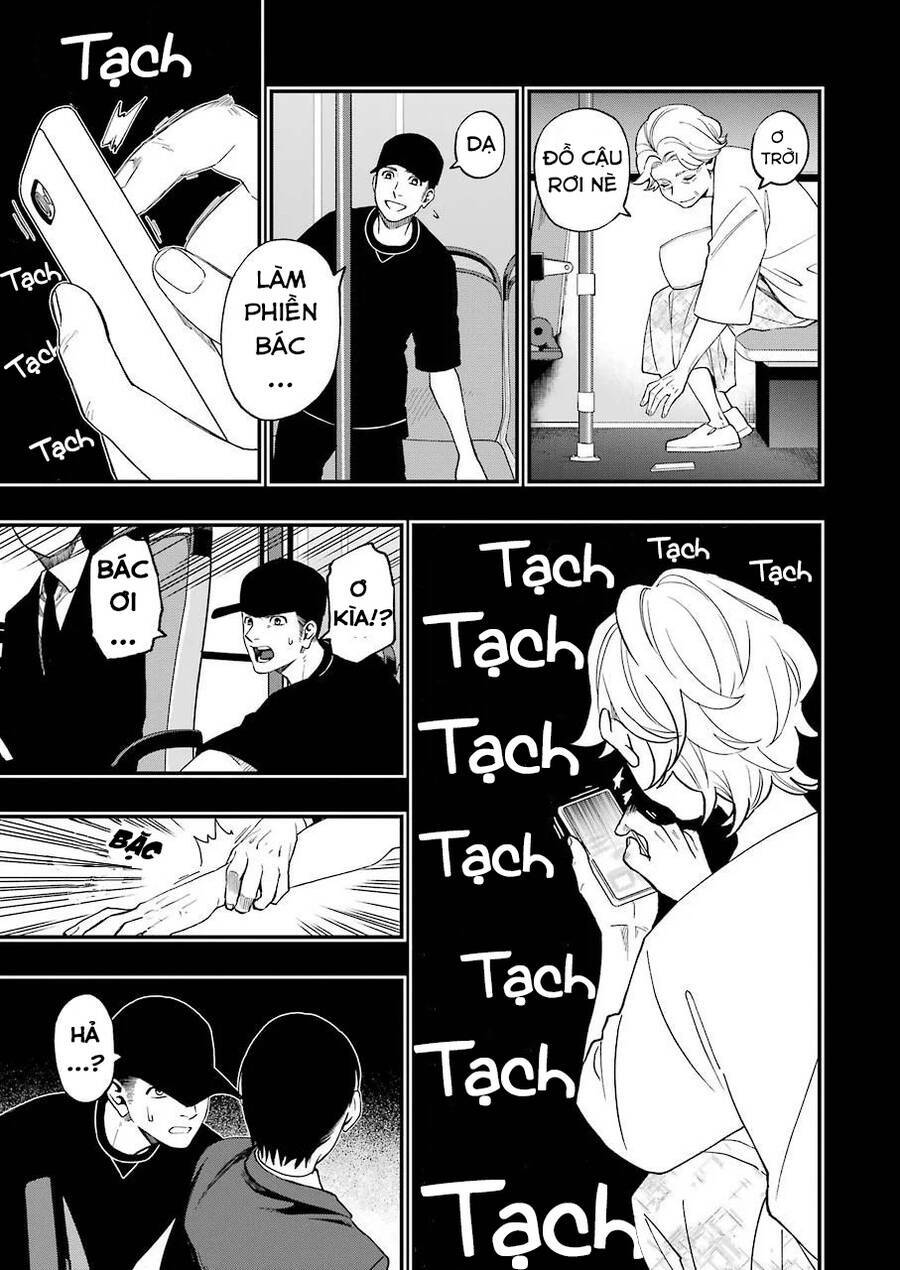 Ơ
TRỜI
ĐỒ CẬU
RƠI NÈ
DẠ
LÀM
PHIỀN
BÁC
...
Tạch
Tạch
Tạch
Tạch
Tạch
Tạch
Tạch
Tạch
Tạch
Tạch
Tạch
Tạch
Tạch
Ơ
KÌA!?
BÁC
ƠI
...
BẶC
HẢ
...?